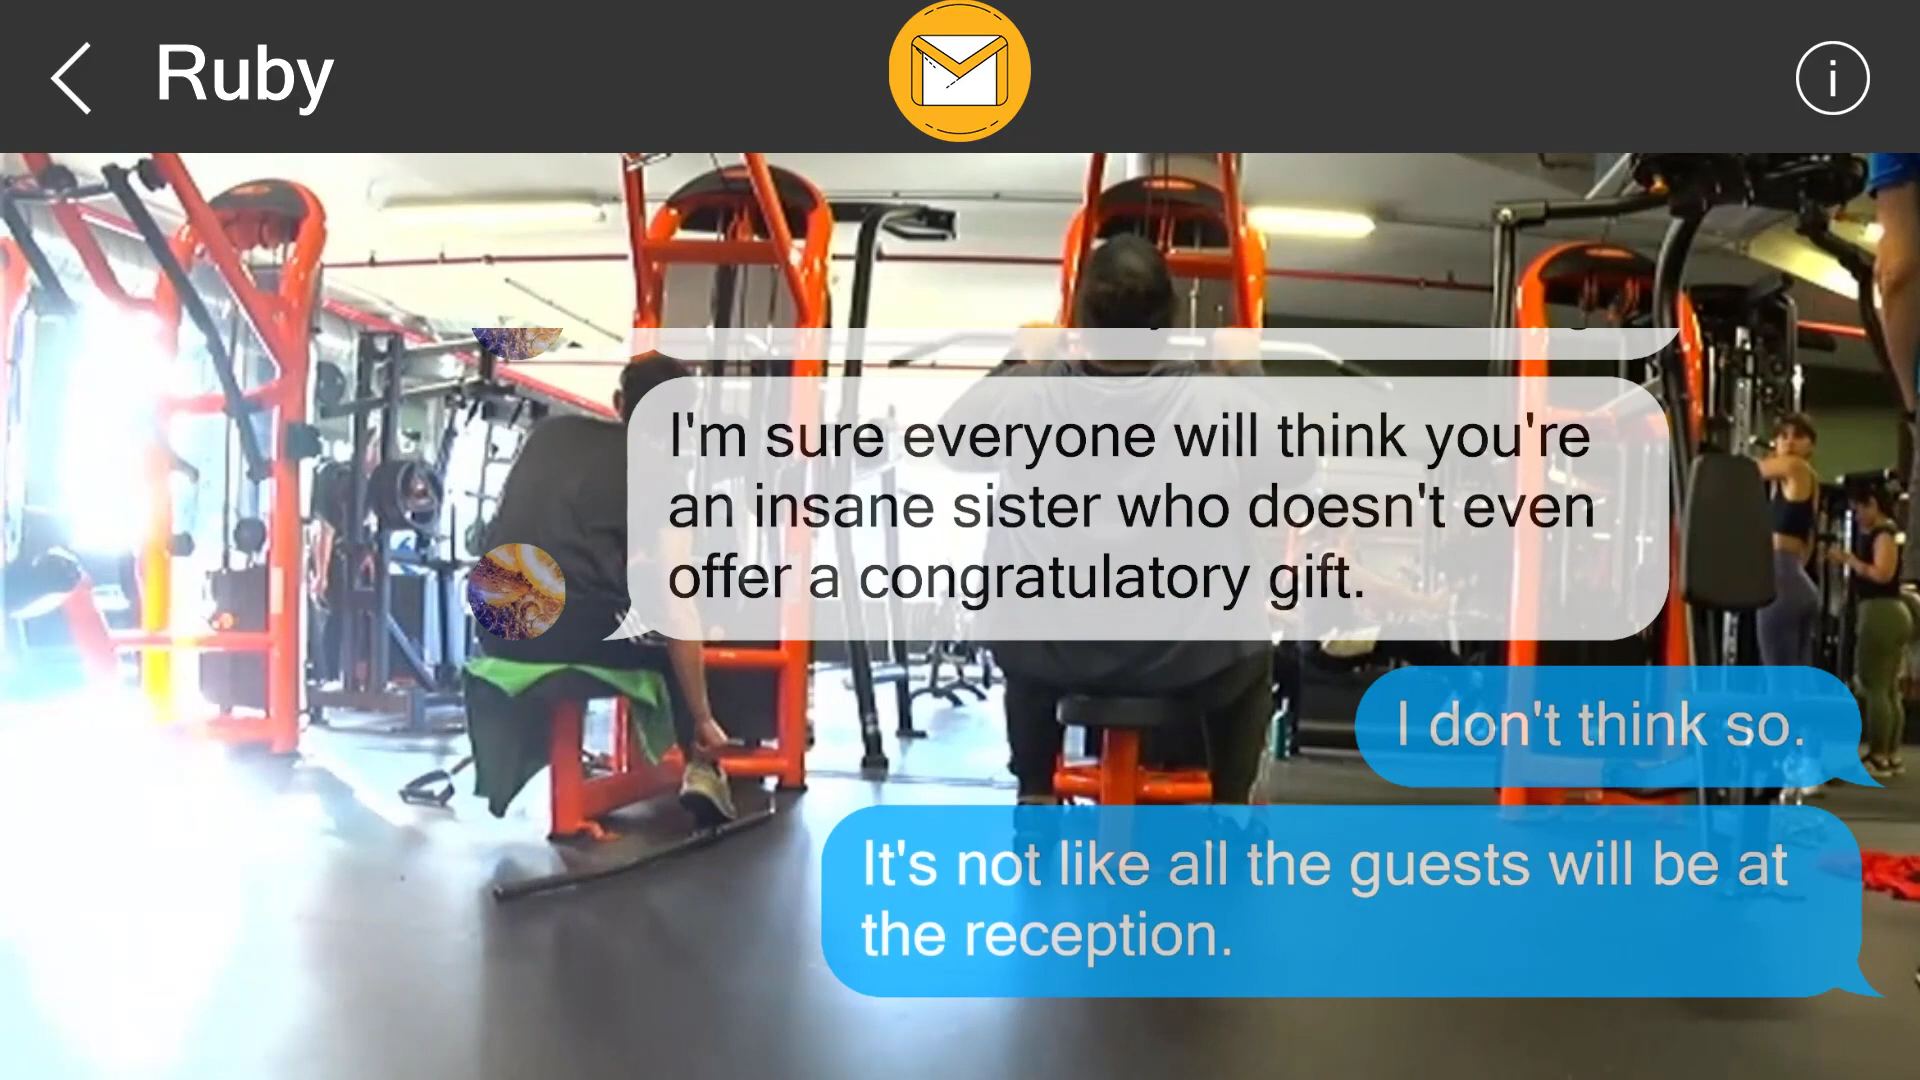 Ruby
i
I'm sure everyone will think you're
an insane sister who doesn't even
offer a congratulatory gift.
I don't think so.
It's not like all the guests will be at
the reception.